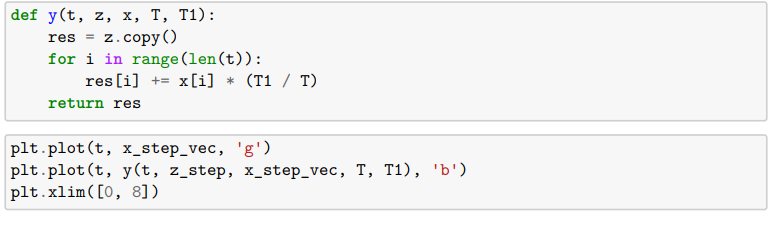 def y(t, z, x, T, T1):
    res = z.copy()
    for i in range(len(t)):
        res[i] += x[i] * (T1 / T)
    return res
plt.plot(t, x_step_vec, 'g')
plt.plot(t, y(t, z_step, x_step_vec, T, T1), 'b')
plt.xlim([0, 8])